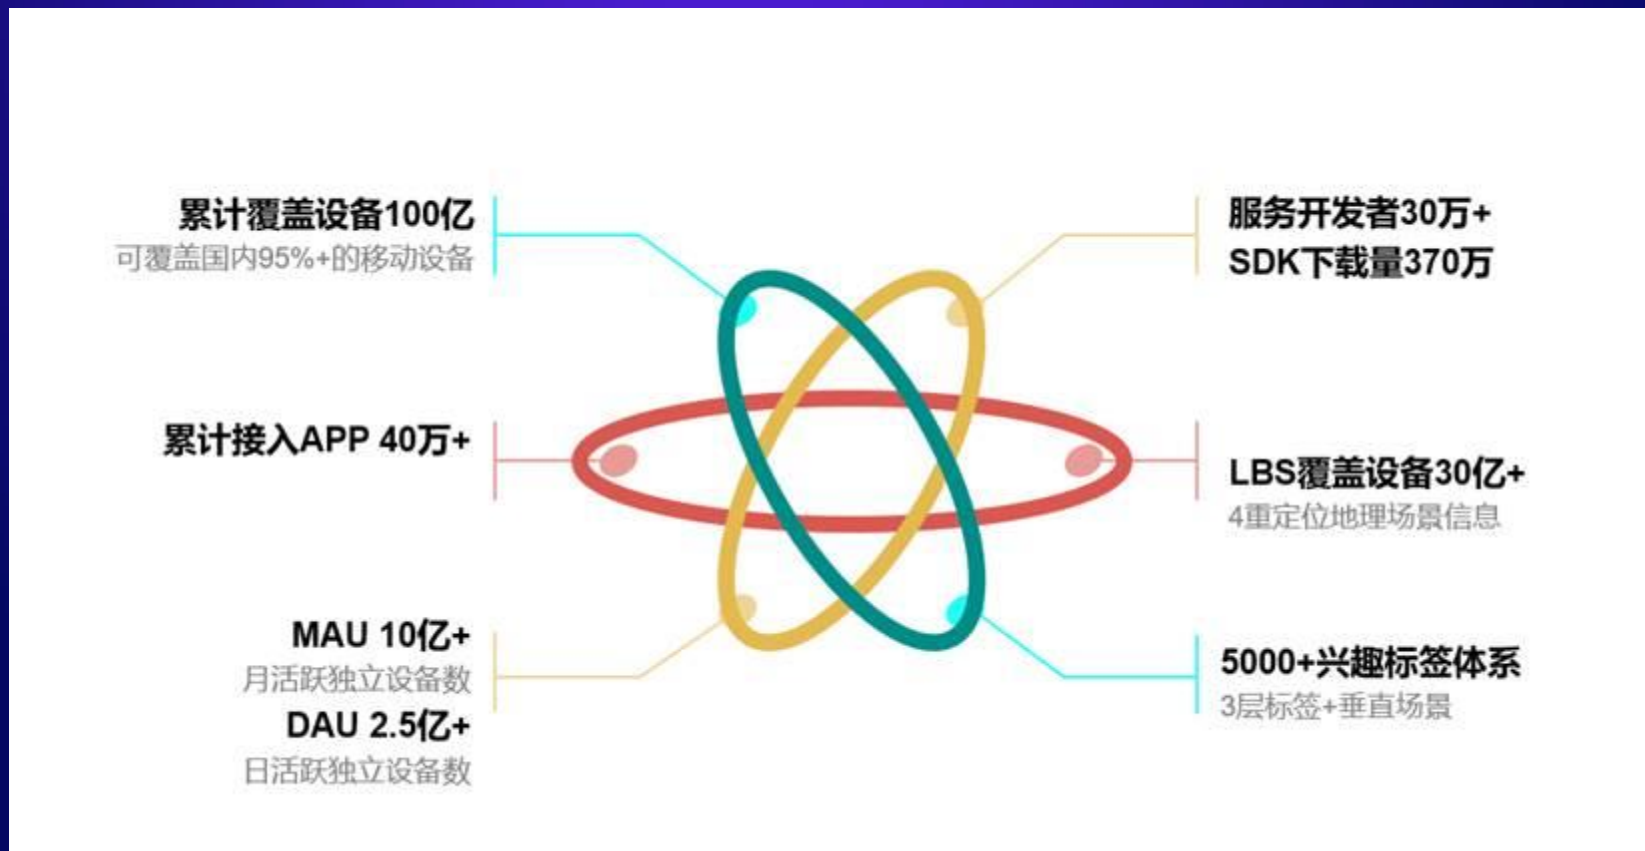 累计覆盖设备100亿
可覆盖国内95%+的移动设备
累计接入APP 40万+
MAU 10亿+
月活跃独立设备数
DAU 2.5亿+
日活跃独立设备数
服务开发者30万+
SDK下载量370万
LBS覆盖设备30亿+
4重定位地理场景信息
5000+兴趣标签体系
3层标签+垂直场景